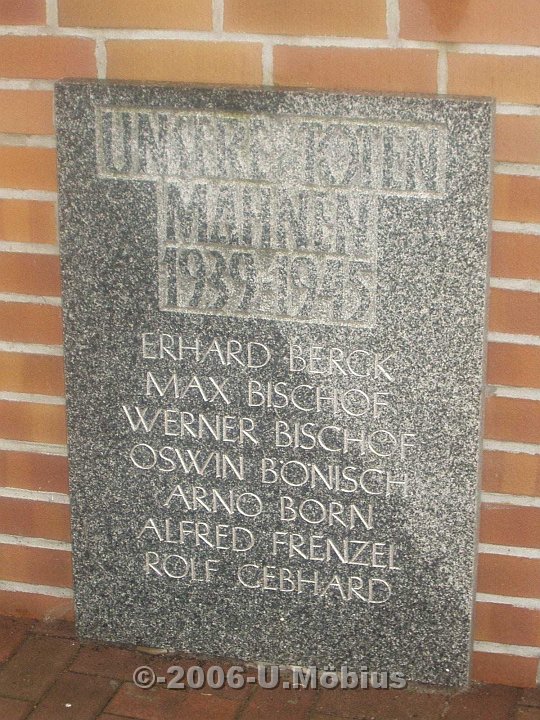 UNSERE TOTEN
MAHNEN
1939-1945
ERHARD BERCK
MAX BISCHOF
WERNER BISCHOF
OSWIN BÖNISCH
ARNO BORN
ALFRED FRENZEL
ROLF GEBHARD
©-2006-U.Möbius